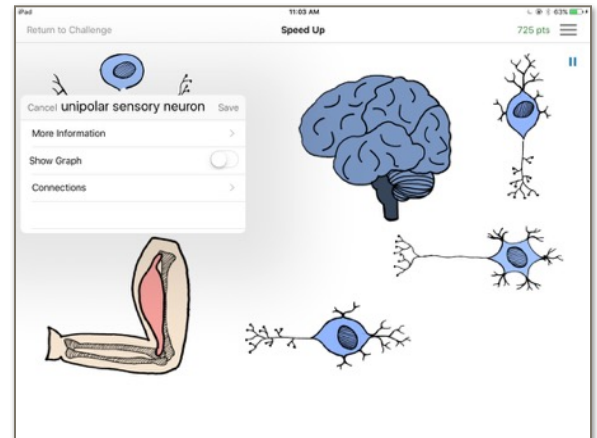 iPad 11:03 AM 63%
Return to Challenge Speed Up 725 pts
Cancel unipolar sensory neuron Save
More Information
Show Graph
Connections